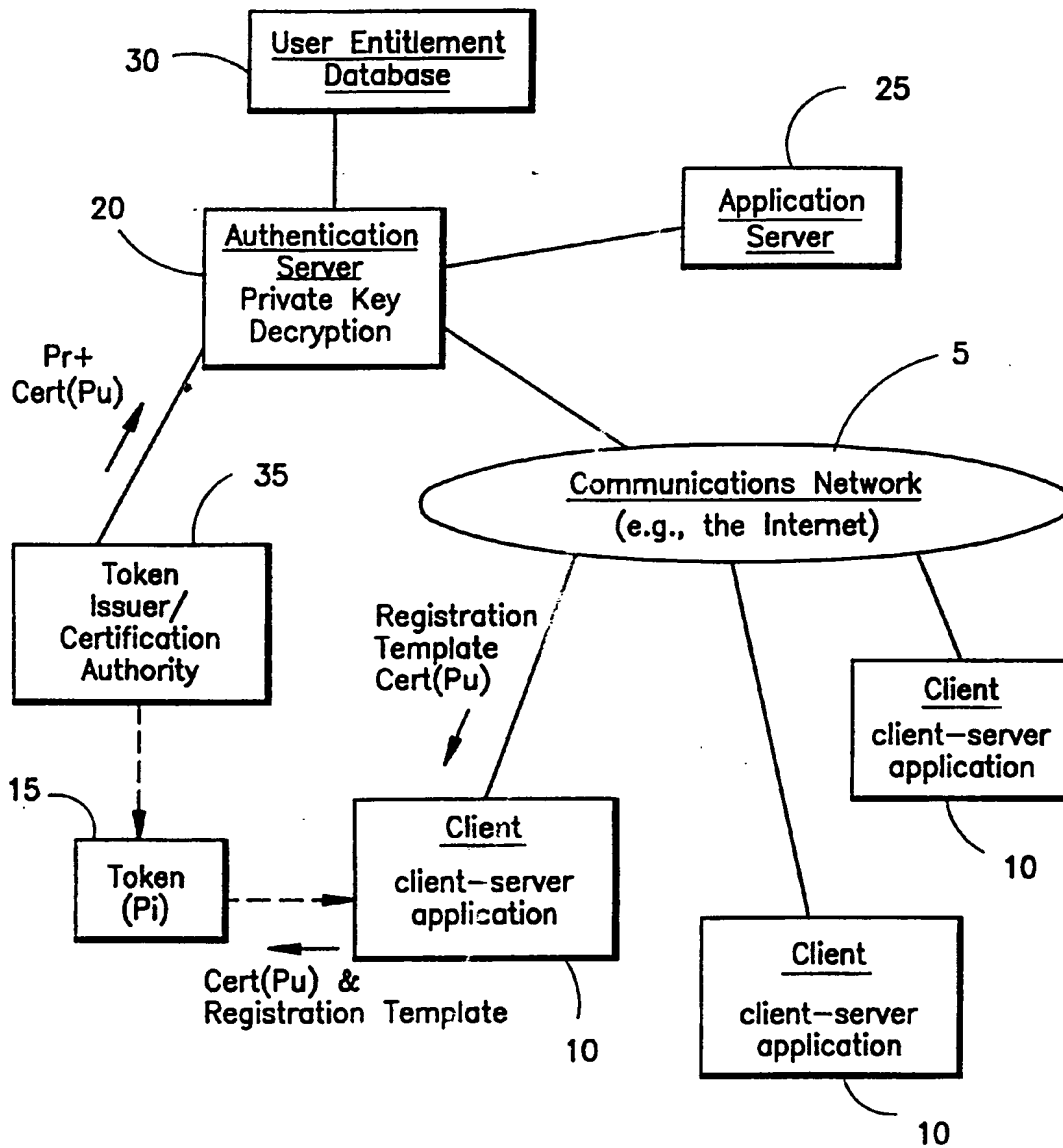 30
User Entitlement
Database
25
20
Authentication
Server
Private Key
Decryption
Application
Server
Pr+
Cert(Pu)
5
35
Communications Network
(e.g., the Internet)
Token
Issuer/
Certification
Authority
Registration
Template
Cert(Pu)
Client
client-server
application
15
10
Token
(Pi)
Client
client-server
application
Client
client-server
application
Cert(Pu) &
Registration Template
10
10